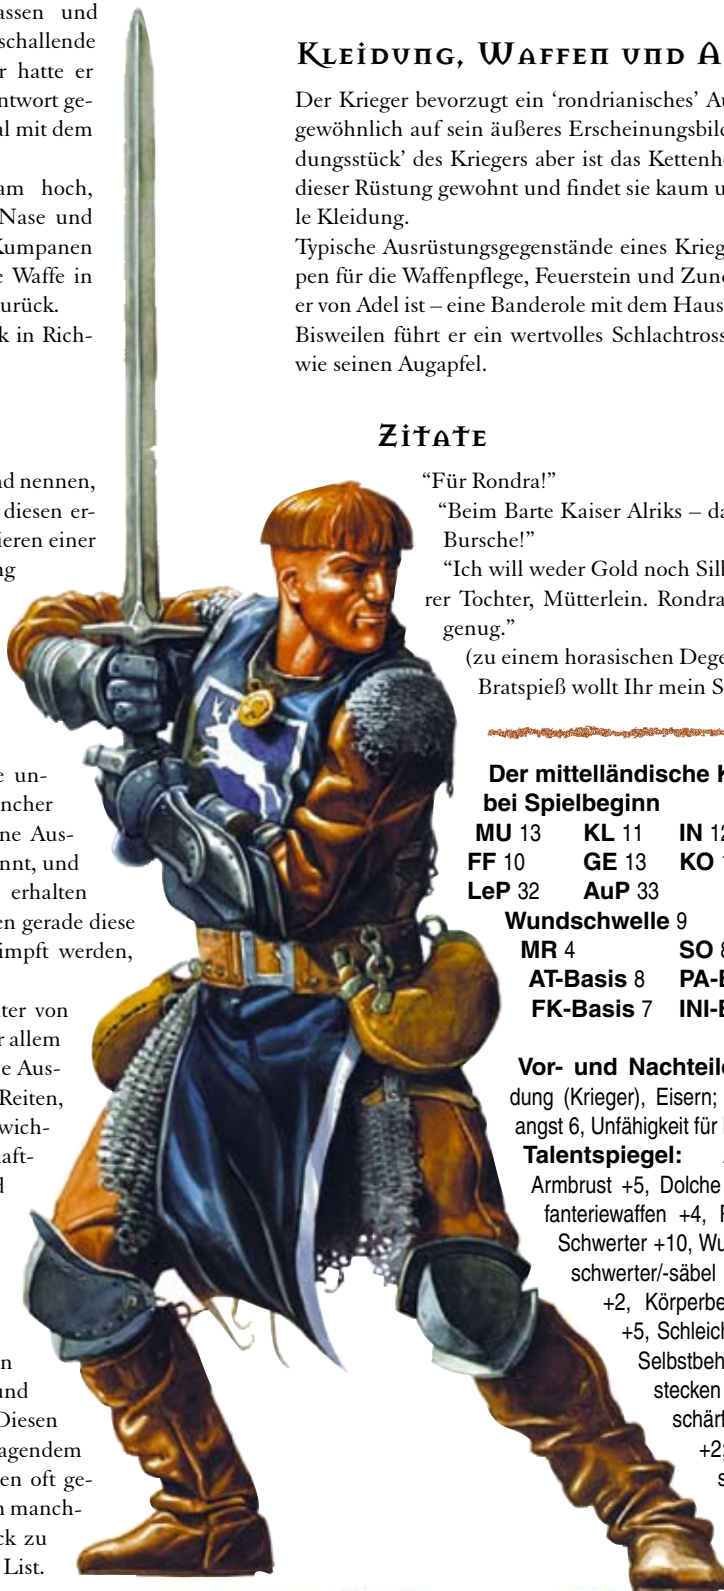 assen und
schallende
r hatte er
ntwort ge-
al mit dem
am hoch,
Nase und
Kumpanen
e Waffe in
urück.
k in Rich-
nd nennen,
diesen er-
ieren einer
ng
e un-
ncher
ne Aus-
nnt, und
erhalten
en gerade diese
impft werden,
ter von
r allem
e Aus-
Reiten,
wich-
aft-
d
n
und
Diesen
agendem
en oft ge-
n manch-
ck zu
List.
Kleidung, Waffen und A
Der Krieger bevorzugt ein ‘rondrianisches’ Au
gewöhnlich auf sein äußeres Erscheinungsbild
dungsstück’ des Kriegers aber ist das Kettenhe
dieser Rüstung gewohnt und findet sie kaum u
le Kleidung.
Typische Ausrüstungsgegenstände eines Krieg
pen für die Waffenpflege, Feuerstein und Zund
er von Adel ist – eine Banderole mit dem Haus
Bisweilen führt er ein wertvolles Schlachtross
wie seinen Augapfel.
Zitate
“Für Rondra!”
“Beim Barte Kaiser Alriks – da
Bursche!”
“Ich will weder Gold noch Silb
rer Tochter, Mütterlein. Rondra
genug.”
(zu einem horasischen Dege
Bratspieß wollt Ihr mein S
Der mittelländische K
bei Spielbeginn
MU 13 KL 11 IN 12
FF 10 GE 13 KO
LeP 32 AuP 33
Wundschwelle 9
MR 4 SO 8
AT-Basis 8 PA-B
FK-Basis 7 INI-B
Vor- und Nachteile
dung (Krieger), Eisern;
angst 6, Unfähigkeit für
Talentspiegel:
Armbrust +5, Dolche
fanteriewaffen +4, R
Schwerter +10, Wu
schwerter/-säbel
+2, Körperbe
+5, Schleich
Selbstbeh
stecken
schärf
+2;
s